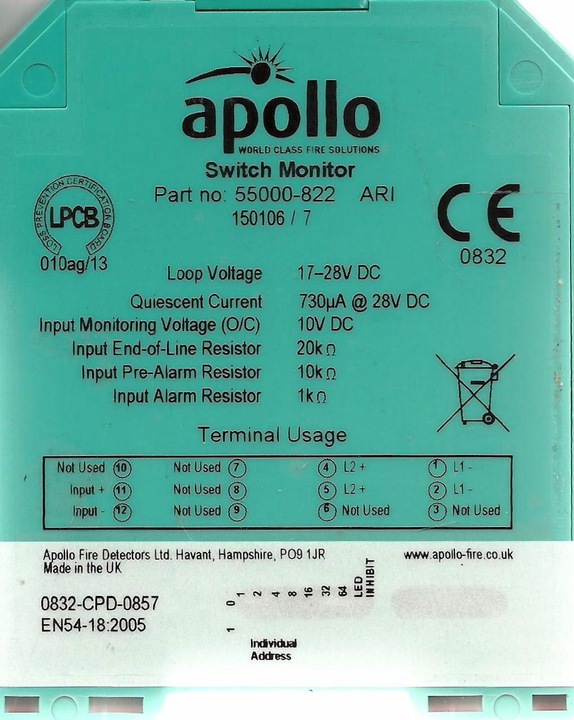 apollo
WORLD CLASS FIRE SOLUTIONS
Switch Monitor
Part no: 55000-822 ARI
150106 / 7
LOSS PREVENTION CERTIFICATION BOARD
LPCB
010ag/13
CE
0832
Loop Voltage 17–28V DC
Quiescent Current 730µA @ 28V DC
Input Monitoring Voltage (O/C) 10V DC
Input End-of-Line Resistor 20kΩ
Input Pre-Alarm Resistor 10kΩ
Input Alarm Resistor 1kΩ
Terminal Usage
Not Used 10 Not Used 7 4 L2 + 1 L1 -
Input + 11 Not Used 8 5 L2 + 2 L1 -
Input - 12 Not Used 9 6 Not Used 3 Not Used
Apollo Fire Detectors Ltd. Havant, Hampshire, PO9 1JR www.apollo-fire.co.uk
Made in the UK
0832-CPD-0857
EN54-18:2005
0 1 2 4 8 16 32 64 LED INHIBIT
1
Individual
Address